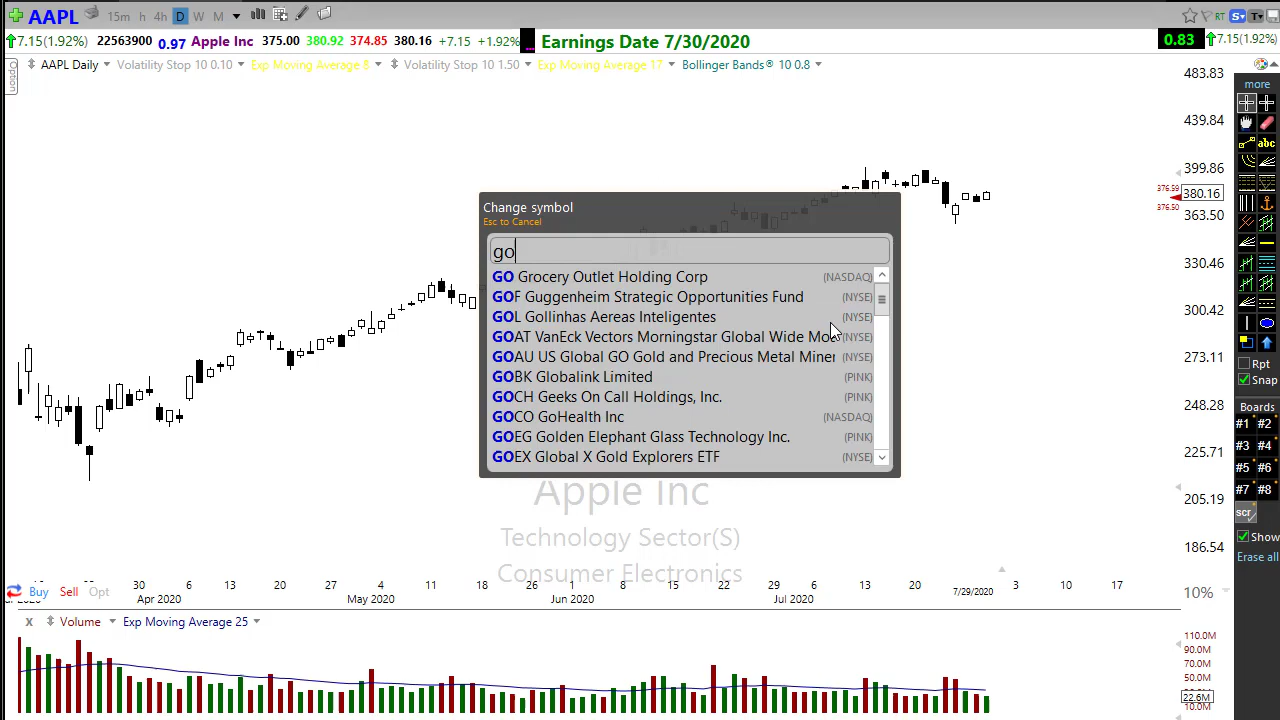 AAPL 15m h 4h D W M RT S T
7.15(1.92%) 22563900 0.97 Apple Inc 375.00 380.92 374.85 380.16 +7.15 +1.92% Earnings Date 7/30/2020 0.83 7.15(1.92%)
Option
AAPL Daily Volatility Stop 10 0.10 Exp Moving Average 8 Volatility Stop 10 1.50 Exp Moving Average 17 Bollinger Bands® 10 0.8
more
abc
Rpt
Snap
Boards
#1 #2
#3 #4
#5 #6
#7 #8
scr
Show
Erase all
483.83
439.84
399.86
376.59
380.16
376.50
363.50
330.46
300.42
273.11
248.28
225.71
205.19
186.54
10%
Change symbol
Esc to Cancel
go
GO Grocery Outlet Holding Corp (NASDAQ)
GOF Guggenheim Strategic Opportunities Fund (NYSE)
GOL Gollinhas Aereas Inteligentes (NYSE)
GOAT VanEck Vectors Morningstar Global Wide Mo (NYSE)
GOAU US Global GO Gold and Precious Metal Miner (NYSE)
GOBK Globalink Limited (PINK)
GOCH Geeks On Call Holdings, Inc. (PINK)
GOCO GoHealth Inc (NASDAQ)
GOEG Golden Elephant Glass Technology Inc. (PINK)
GOEX Global X Gold Explorers ETF (NYSE)
Apple Inc
Technology Sector(S)
Consumer Electronics
30 6 13 20 27 4 11 18 26 1 8 15 22 29 6 13 20 7/29/2020 3 10 17
Buy Sell Opt
Apr 2020 May 2020 Jun 2020 Jul 2020
x Volume Exp Moving Average 25
110.0M
90.0M
70.0M
50.0M
22.6M
10.0M